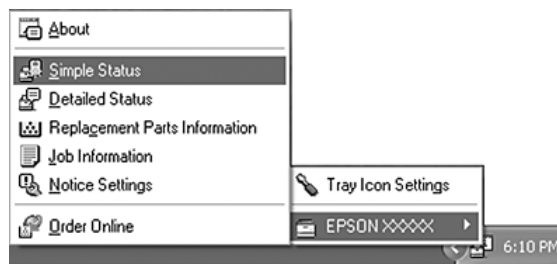 About
Simple Status
Detailed Status
Replacement Parts Information
Job Information
Notice Settings
Order Online
Tray Icon Settings
EPSON XXXXX
6:10 PM